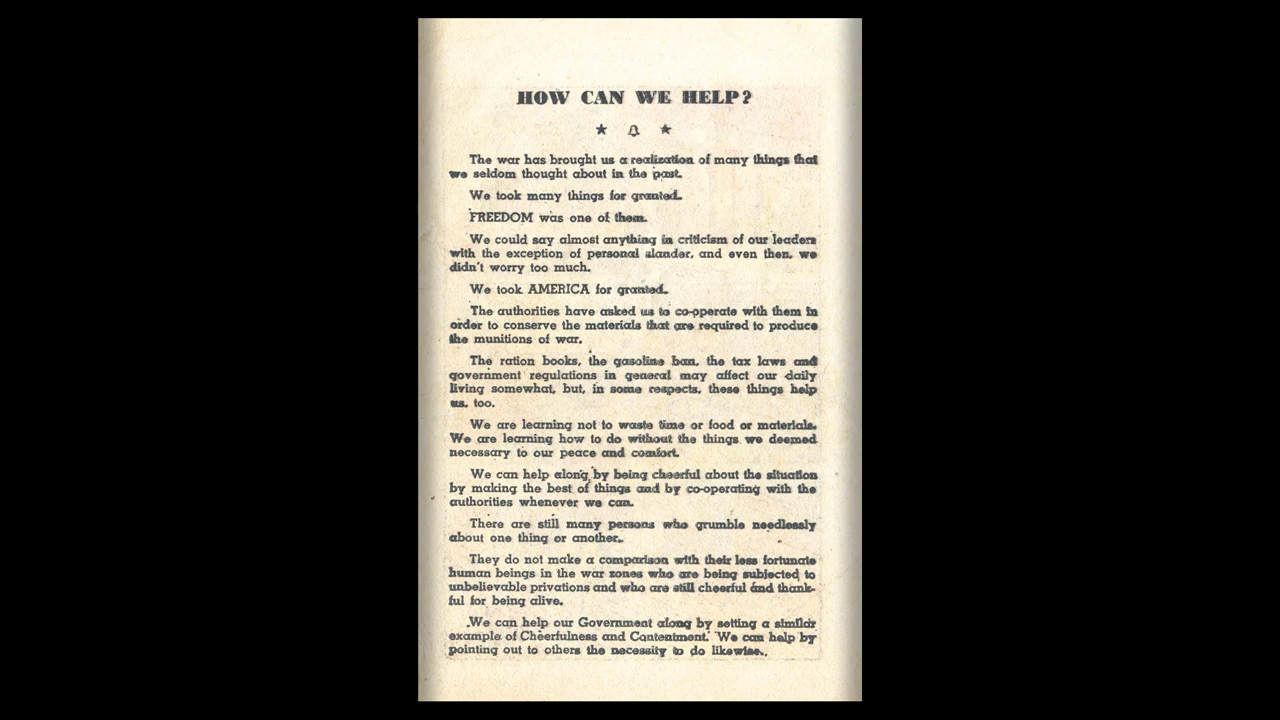 HOW CAN WE HELP?
The war has brought us a realization of many things that
we seldom thought about in the past.
We took many things for granted.
FREEDOM was one of them.
We could say almost anything in criticism of our leaders
with the exception of personal slander, and even then, we
didn't worry too much.
We took AMERICA for granted.
The authorities have asked us to co-operate with them in
order to conserve the materials that are required to produce
the munitions of war.
The ration books, the gasoline ban, the tax laws and
government regulations in general may affect our daily
living somewhat, but, in some respects, these things help
us, too.
We are learning not to waste time or food or materials.
We are learning how to do without the things we deemed
necessary to our peace and comfort.
We can help along by being cheerful about the situation
by making the best of things and by co-operating with the
authorities whenever we can.
There are still many persons who grumble needlessly
about one thing or another.
They do not make a comparison with their less fortunate
human beings in the war zones who are being subjected to
unbelievable privations and who are still cheerful and thank-
ful for being alive.
We can help our Government along by setting a similar
example of Cheerfulness and Contentment. We can help by
pointing out to others the necessity to do likewise.